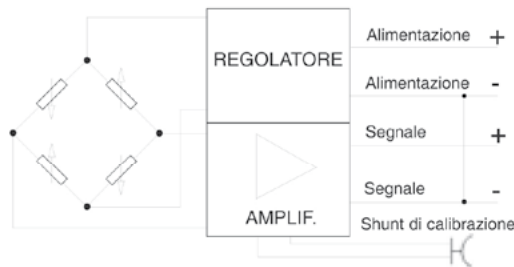 REGOLATORE
AMPLIF.
Alimentazione +
Alimentazione -
Segnale +
Segnale -
Shunt di calibrazione